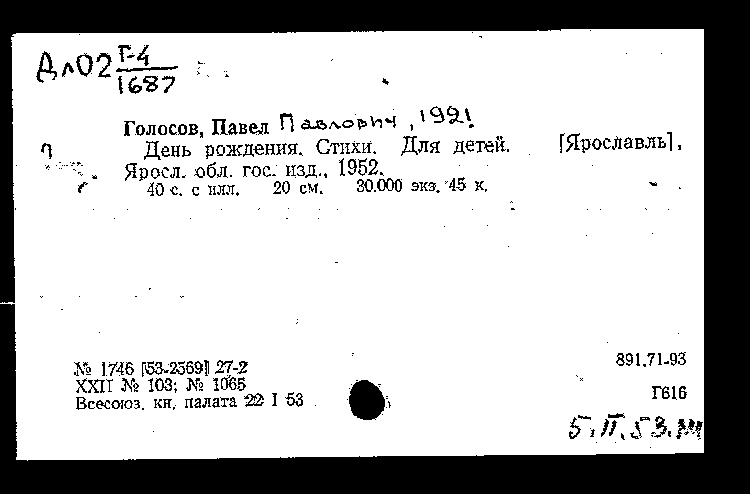 Дл02 Г-4
1687
Голосов, Павел Павлович, 1921
День рождения. Стихи. Для детей. [Ярославль],
Яросл. обл. гос. изд., 1952.
40 с. с илл. 20 см. 30.000 экз. 45 к.
№ 1746 [53-2569] 27-2
XXII № 103; № 1065
Всесоюз. кн. палата 22 I 53
891.71-93
Г616
5.II.53.